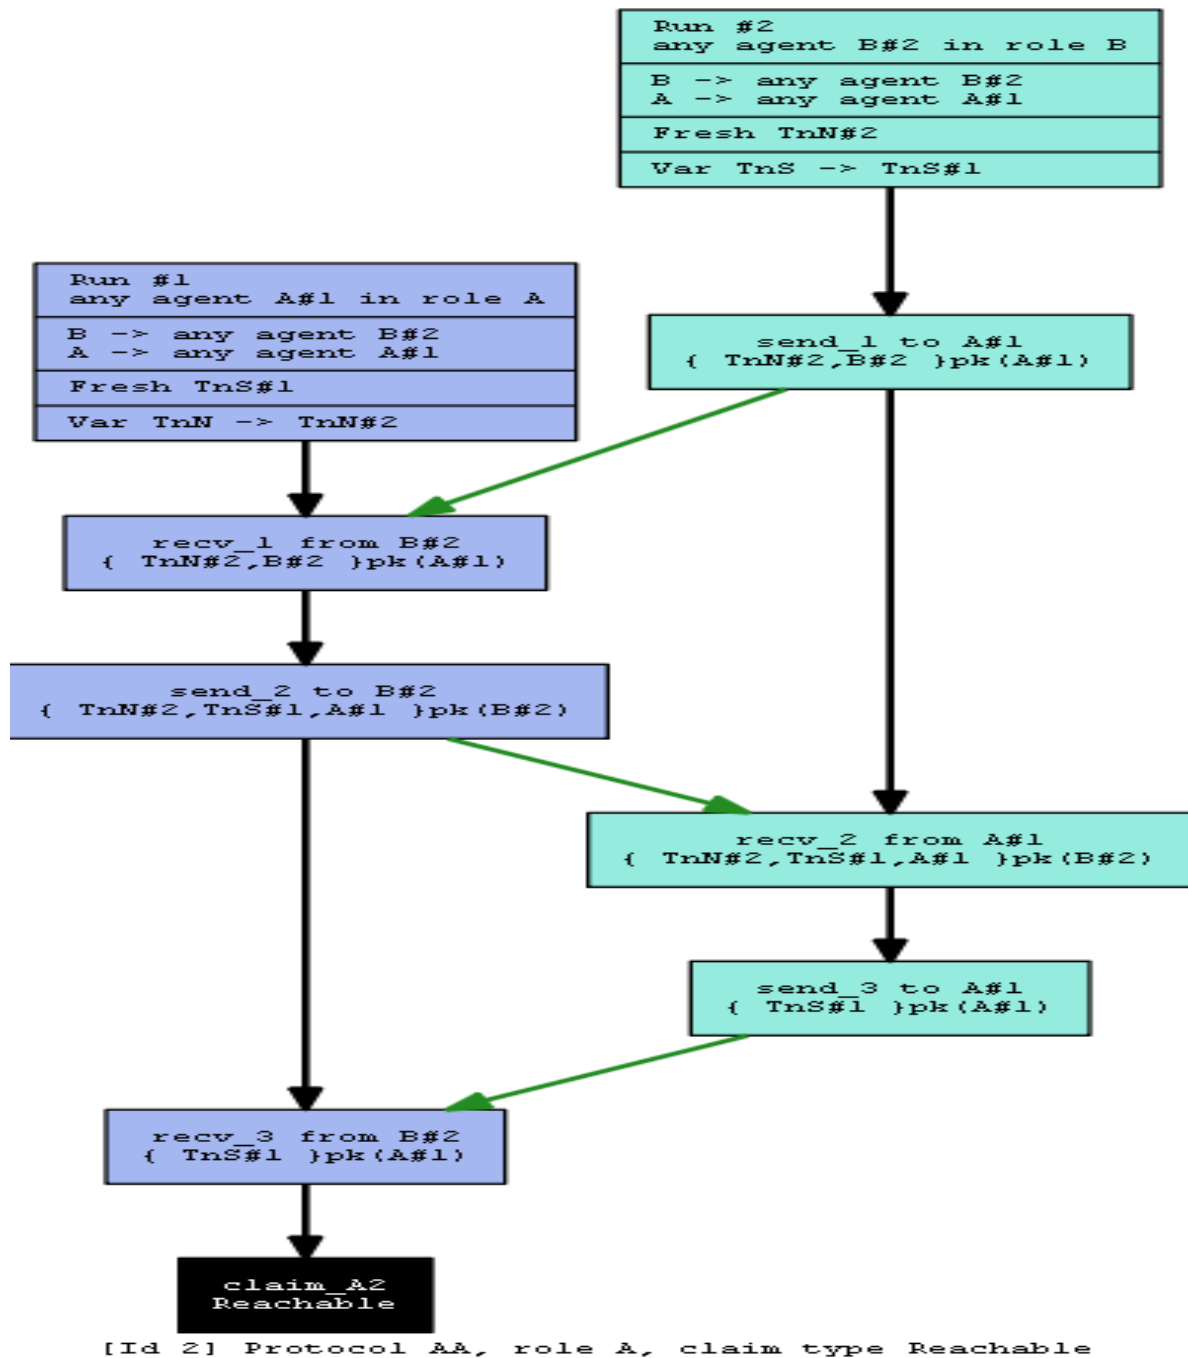 Run #2
any agent B#2 in role B
B -> any agent B#2
A -> any agent A#1
Fresh TnN#2
Var TnS -> TnS#1
Run #1
any agent A#1 in role A
B -> any agent B#2
A -> any agent A#1
Fresh TnS#1
Var TnN -> TnN#2
send_1 to A#1
{ TnN#2,B#2 }pk(A#1)
recv_1 from B#2
{ TnN#2,B#2 }pk(A#1)
send_2 to B#2
{ TnN#2,TnS#1,A#1 }pk(B#2)
recv_2 from A#1
{ TnN#2,TnS#1,A#1 }pk(B#2)
send_3 to A#1
{ TnS#1 }pk(A#1)
recv_3 from B#2
{ TnS#1 }pk(A#1)
claim_A2
Reachable
[Id 2] Protocol AA, role A, claim type Reachable